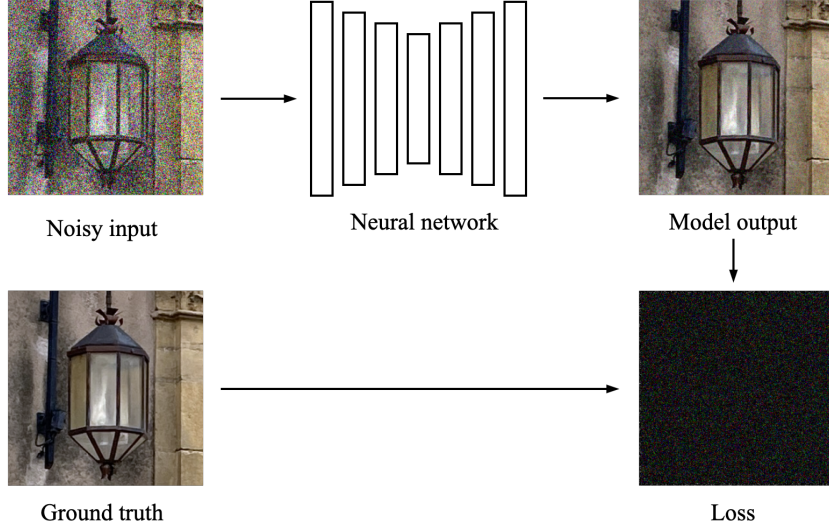 Noisy input
Neural network
Model output
Ground truth
Loss